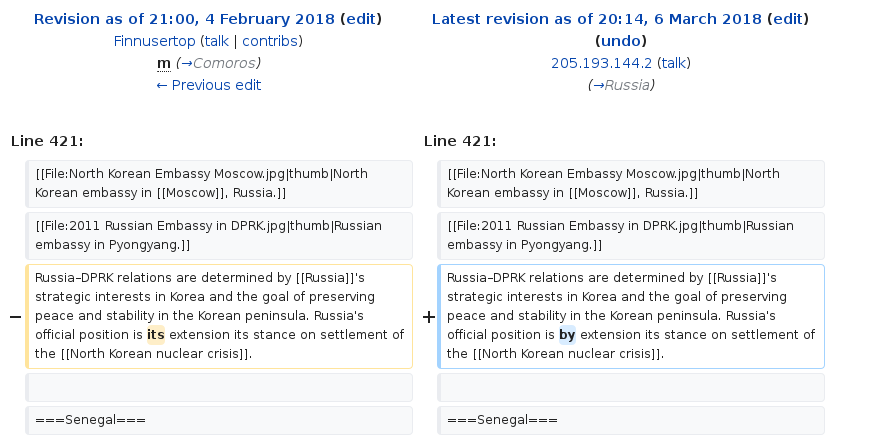 Revision as of 21:00, 4 February 2018 (edit)
Finnusertop (talk | contribs)
m (→Comoros)
← Previous edit
Latest revision as of 20:14, 6 March 2018 (edit)
(undo)
205.193.144.2 (talk)
(→Russia)
Line 421:
Line 421:
[[File:North Korean Embassy Moscow.jpg|thumb|North
Korean embassy in [[Moscow]], Russia.]]
[[File:North Korean Embassy Moscow.jpg|thumb|North
Korean embassy in [[Moscow]], Russia.]]
[[File:2011 Russian Embassy in DPRK.jpg|thumb|Russian
embassy in Pyongyang.]]
[[File:2011 Russian Embassy in DPRK.jpg|thumb|Russian
embassy in Pyongyang.]]
−
Russia–DPRK relations are determined by [[Russia]]'s
strategic interests in Korea and the goal of preserving
peace and stability in the Korean peninsula. Russia's
official position is its extension its stance on settlement of
the [[North Korean nuclear crisis]].
+
Russia–DPRK relations are determined by [[Russia]]'s
strategic interests in Korea and the goal of preserving
peace and stability in the Korean peninsula. Russia's
official position is by extension its stance on settlement of
the [[North Korean nuclear crisis]].
===Senegal===
===Senegal===